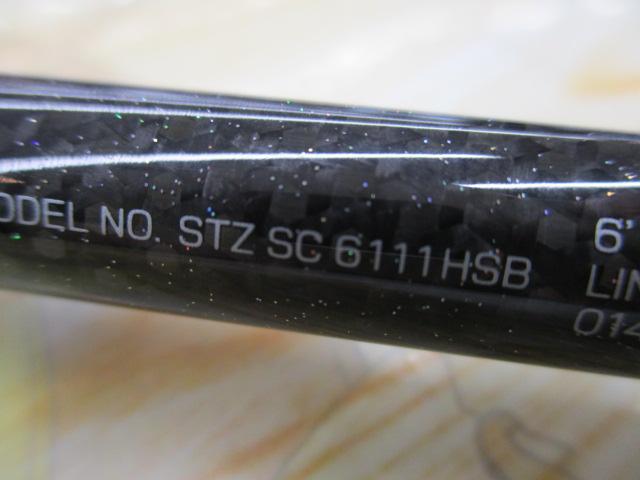 ODEL NO. STZ SC 6111HSB
6'
LIN
014